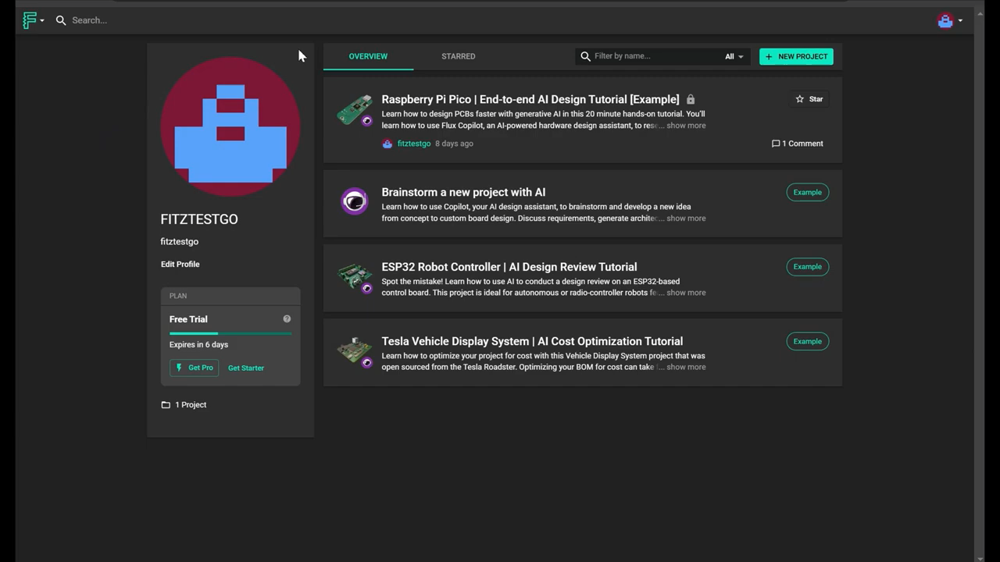 Search...
FITZTESTGO
fitztestgo
Edit Profile
PLAN
Free Trial
Expires in 6 days
Get Pro
Get Starter
1 Project
OVERVIEW
STARRED
Filter by name...
All
NEW PROJECT
Raspberry Pi Pico | End-to-end AI Design Tutorial [Example]
Star
Learn how to design PCBs faster with generative AI in this 20 minute hands-on tutorial. You'll
learn how to use Flux Copilot, an AI-powered hardware design assistant, to res... show more
fitztestgo 8 days ago
1 Comment
Brainstorm a new project with AI
Example
Learn how to use Copilot, your AI design assistant, to brainstorm and develop a new idea
from concept to custom board design. Discuss requirements, generate archite... show more
ESP32 Robot Controller | AI Design Review Tutorial
Example
Spot the mistake! Learn how to use AI to conduct a design review on an ESP32-based
control board. This project is ideal for autonomous or radio-controller robots fe... show more
Tesla Vehicle Display System | AI Cost Optimization Tutorial
Example
Learn how to optimize your project for cost with this Vehicle Display System project that was
open sourced from the Tesla Roadster. Optimizing your BOM for cost can take ... show more